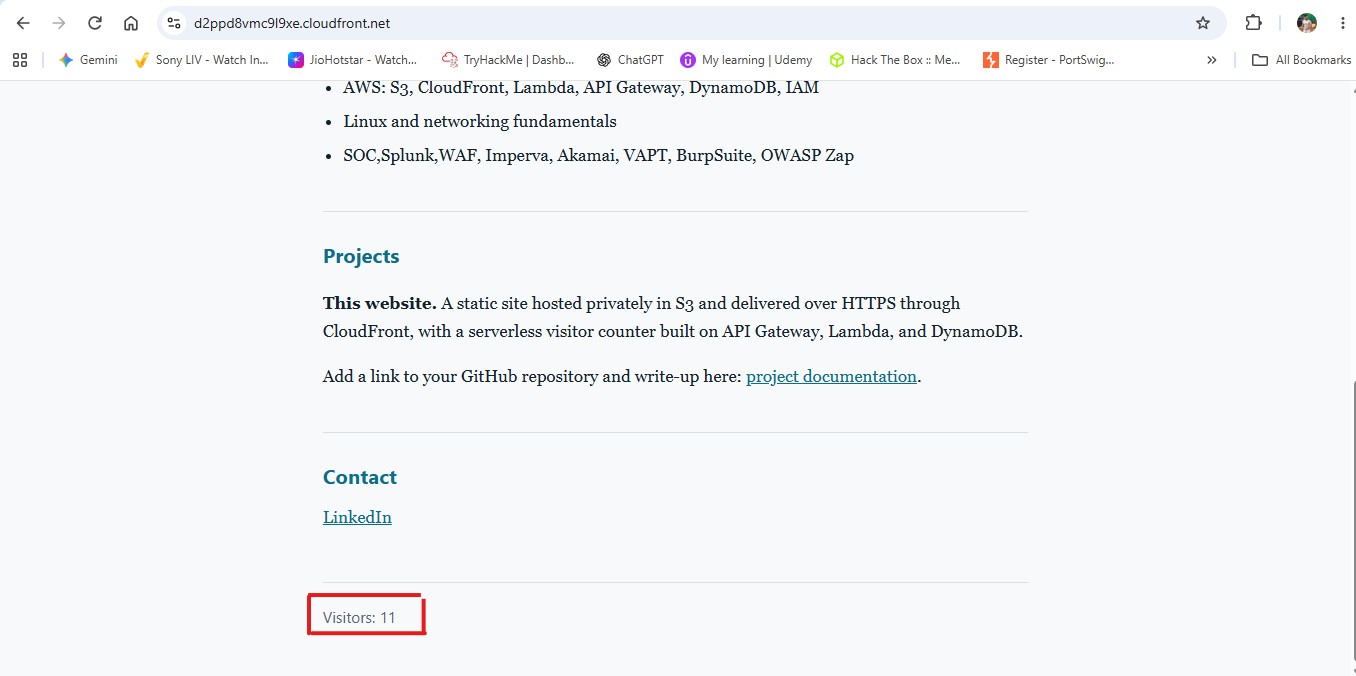 d2ppd8vmc9l9xe.cloudfront.net
Gemini
Sony LIV - Watch In...
JioHotstar - Watch...
TryHackMe | Dashb...
ChatGPT
My learning | Udemy
Hack The Box :: Me...
Register - PortSwig...
»
All Bookmarks
• AWS: S3, CloudFront, Lambda, API Gateway, DynamoDB, IAM
• Linux and networking fundamentals
• SOC,Splunk,WAF, Imperva, Akamai, VAPT, BurpSuite, OWASP Zap
Projects
This website. A static site hosted privately in S3 and delivered over HTTPS through
CloudFront, with a serverless visitor counter built on API Gateway, Lambda, and DynamoDB.
Add a link to your GitHub repository and write-up here: project documentation.
Contact
LinkedIn
Visitors: 11